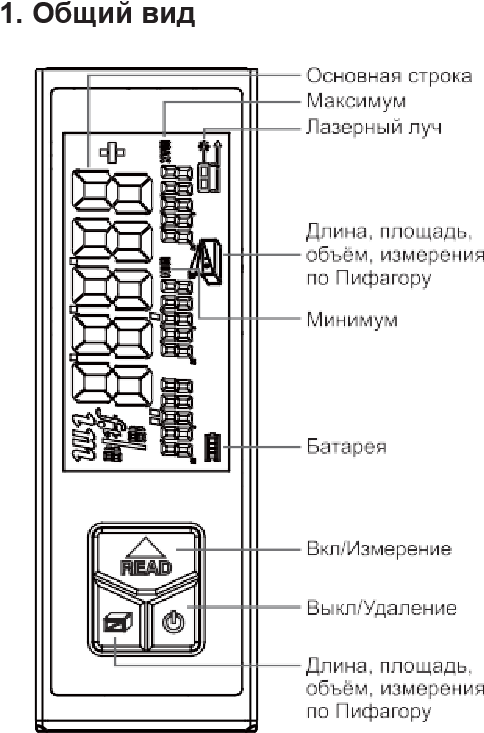 1. Общий вид
Основная строка
Максимум
Лазерный луч
Длина, площадь,
объём, измерения
по Пифагору
Минимум
Батарея
READ
Вкл/Измерение
Выкл/Удаление
Длина, площадь,
объём, измерения
по Пифагору